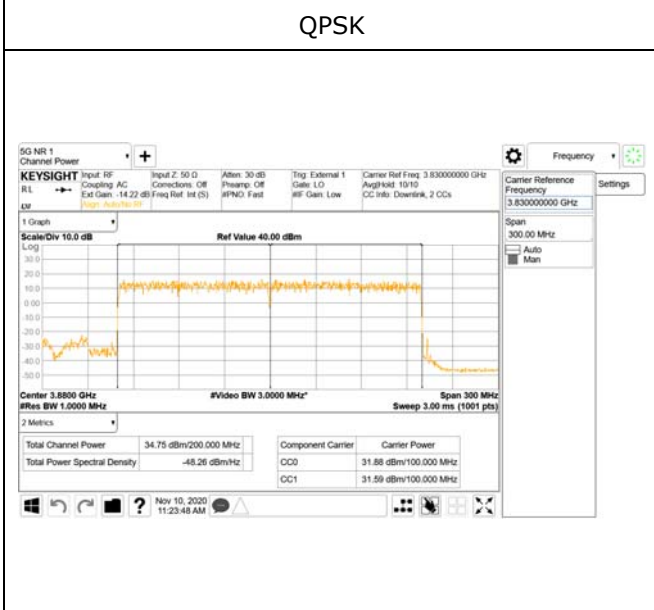 QPSK
5G NR 1
Channel Power
KEYSIGHT
RL
Input: RF
Coupling: AC
Ext Gain: -14.22 dB
Align: Auto/No RF
Input Z: 50 Ω
Corrections: Off
Freq Ref: Int (S)
Atten: 30 dB
Preamp: Off
#PNO: Fast
Trig: External 1
Gate: LO
#IF Gain: Low
Carrier Ref Freq: 3.830000000 GHz
Avg|Hold: 10/10
CC Info: Downlink, 2 CCs
1 Graph
Scale/Div 10.0 dB
Ref Value 40.00 dBm
Log
30.0
20.0
10.0
0.00
-10.0
-20.0
-30.0
-40.0
-50.0
Center 3.8800 GHz
#Video BW 3.0000 MHz*
Span 300 MHz
#Res BW 1.0000 MHz
Sweep 3.00 ms (1001 pts)
2 Metrics
Total Channel Power 34.75 dBm/200.000 MHz
Total Power Spectral Density -48.26 dBm/Hz
Component Carrier Carrier Power
CC0 31.88 dBm/100.000 MHz
CC1 31.59 dBm/100.000 MHz
?
Nov 10, 2020
11:23:48 AM
Frequency
Carrier Reference
Frequency
3.830000000 GHz
Span
300.00 MHz
Auto
Man
Settings